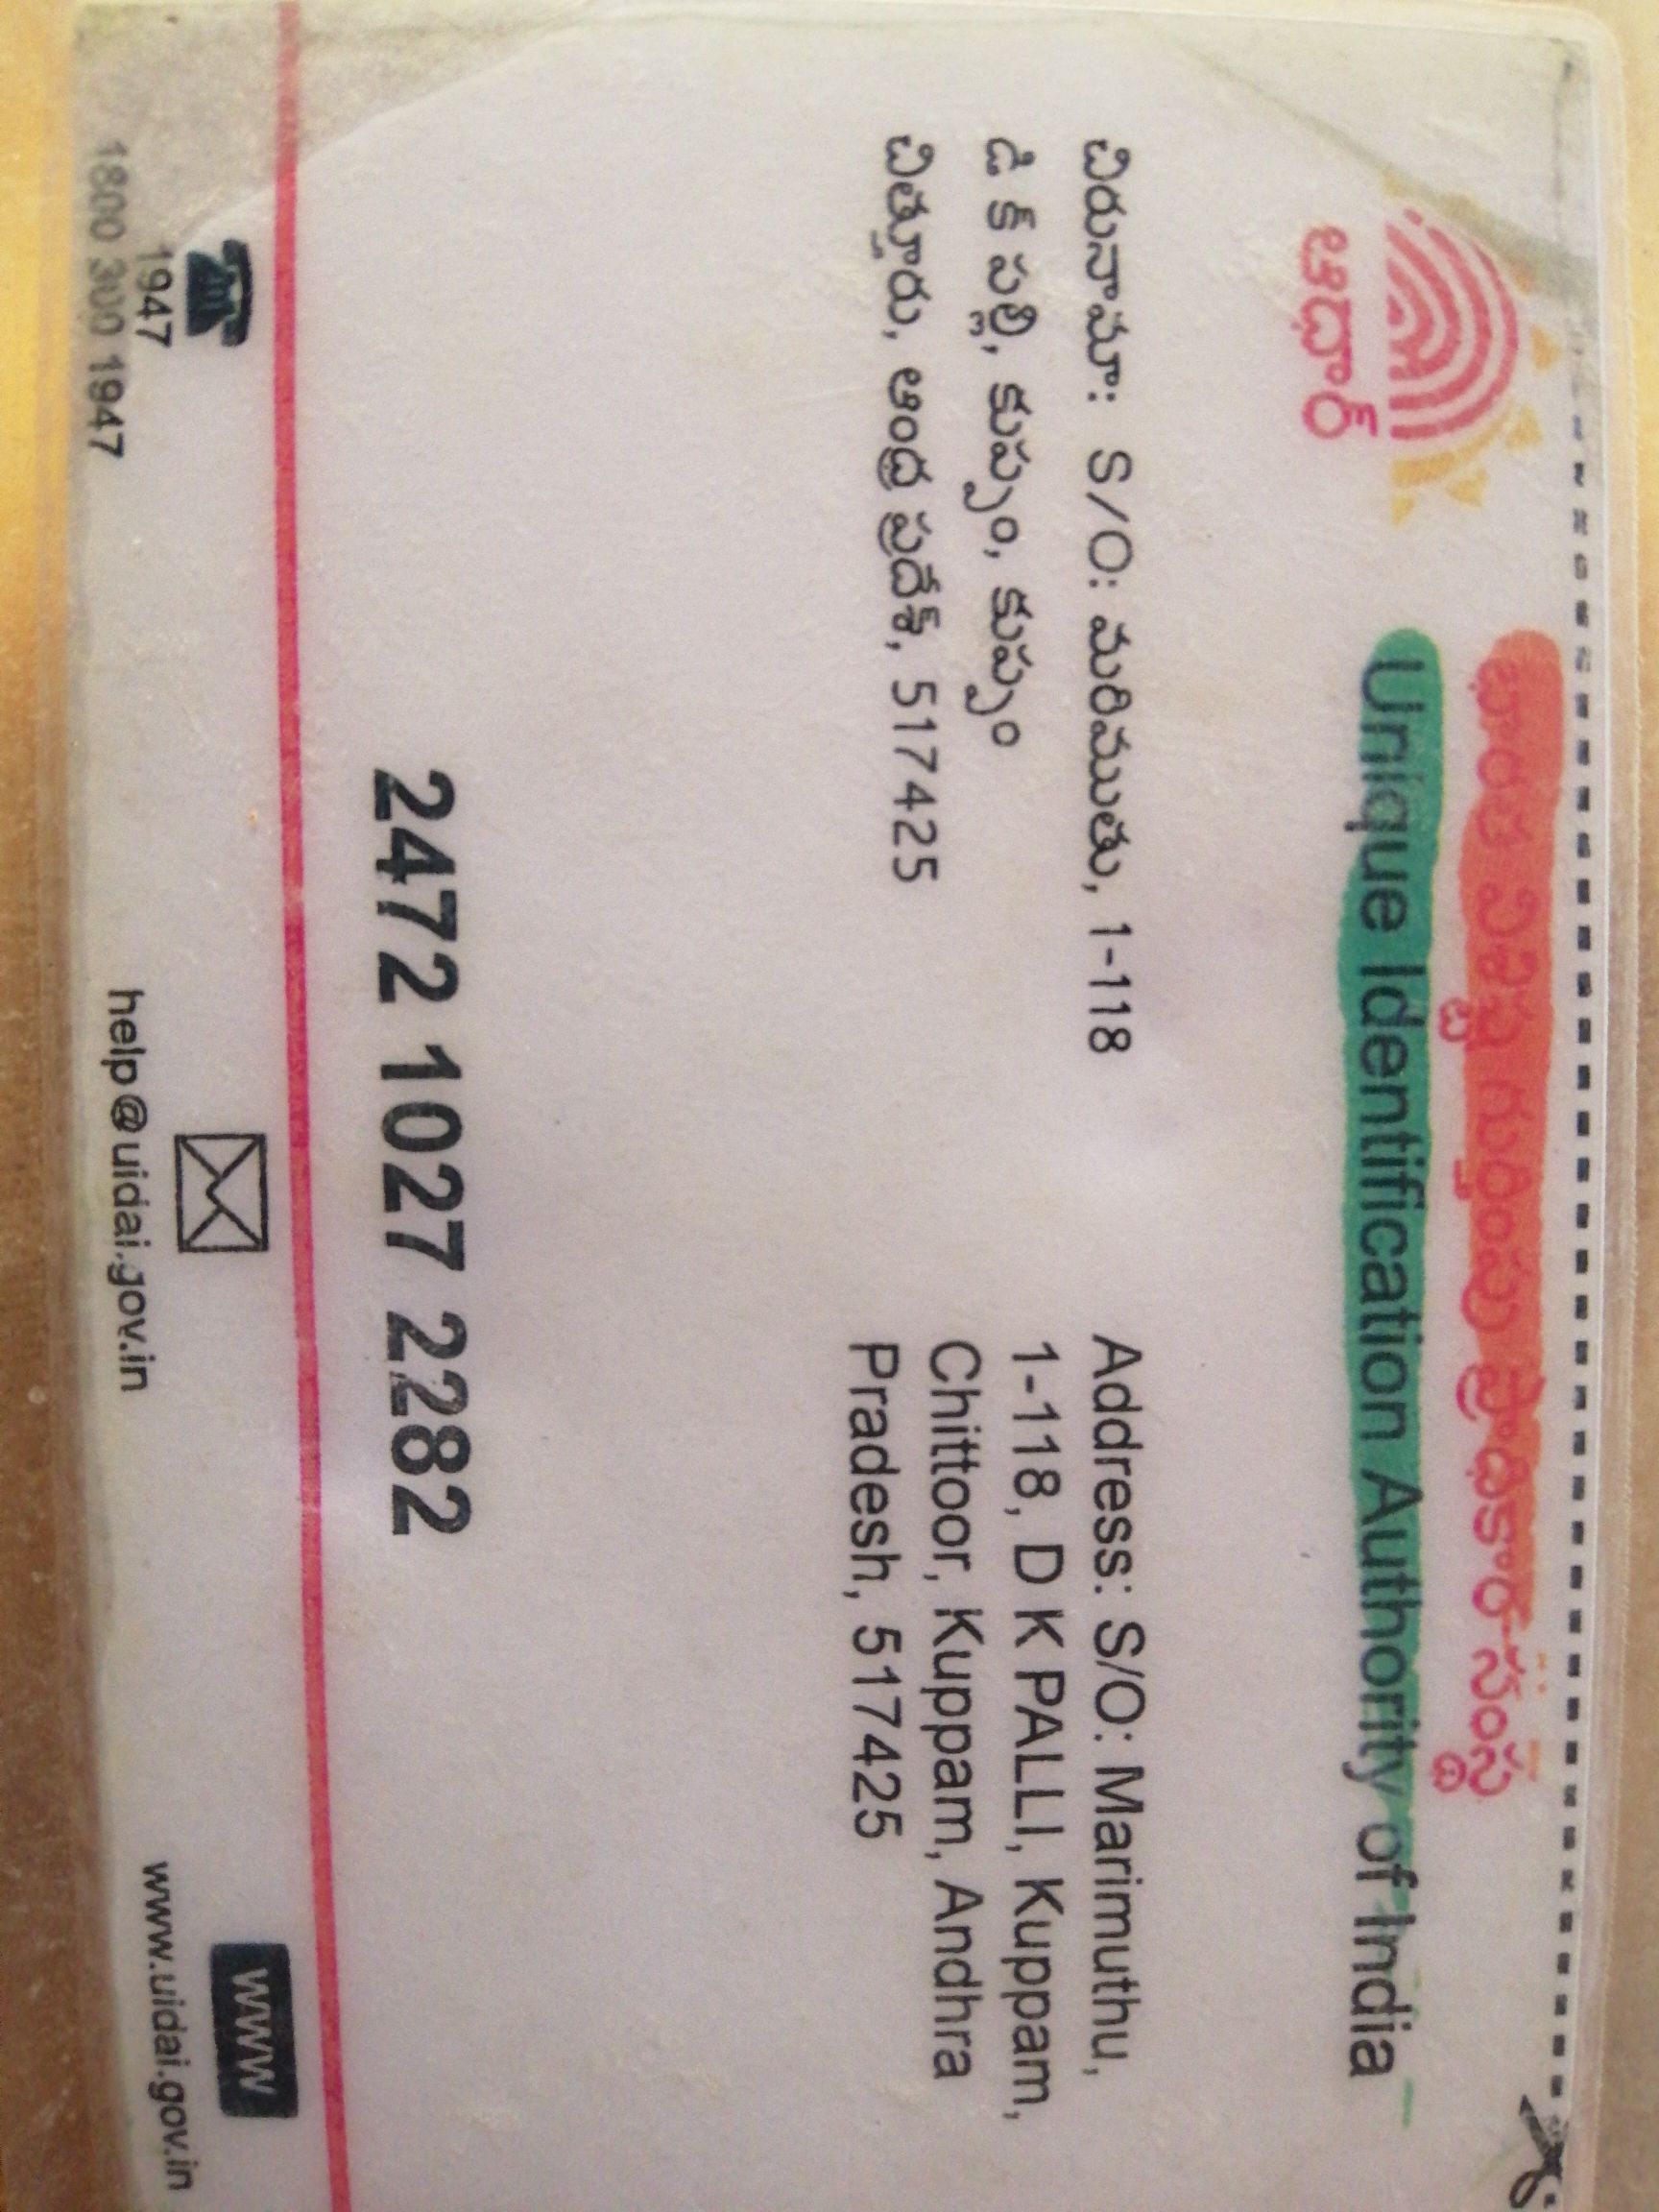 భారత విశిష్ట గుర్తింపు ప్రాధికార సంస్థ
Unique Identification Authority of India
ఆధార్
చిరునామా: S/O: మరిముతు, 1-118
డి క్ పల్లి, కుప్పం, కుప్పం
చిత్తూరు, ఆంధ్ర ప్రదేశ్, 517425
Address: S/O: Marimuthu,
1-118, D K PALLI, Kuppam,
Chittoor, Kuppam, Andhra
Pradesh, 517425
2472 1027 2282
1947
1800 300 1947
help@uidai.gov.in
www
www.uidai.gov.in